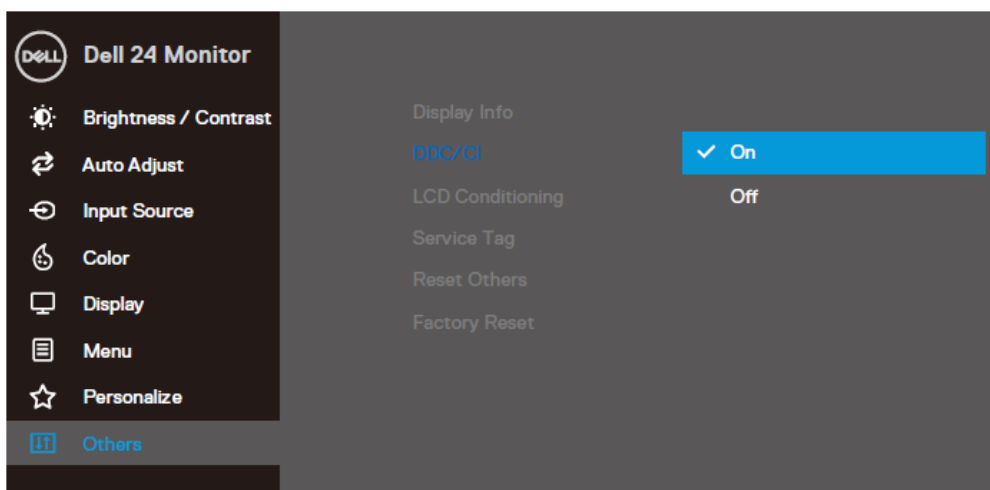 DELL
Dell 24 Monitor
Brightness / Contrast
Auto Adjust
Input Source
Color
Display
Menu
Personalize
Others
Display Info
DDC/CI
LCD Conditioning
Service Tag
Reset Others
Factory Reset
On
Off